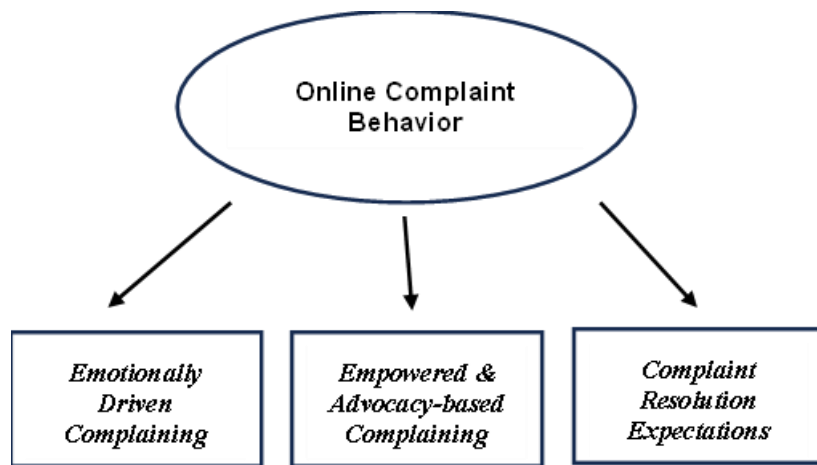 Online Complaint
Behavior
Emotionally
Driven
Complaining
Empowered &
Advocacy-based
Complaining
Complaint
Resolution
Expectations